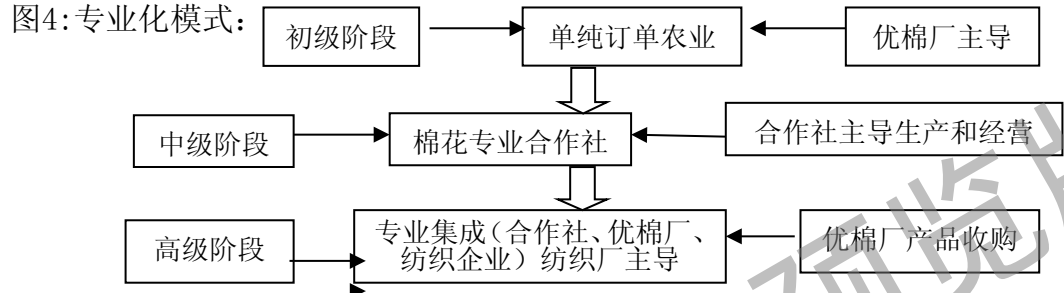 图4:专业化模式：
初级阶段
单纯订单农业
优棉厂主导
中级阶段
棉花专业合作社
合作社主导生产和经营
高级阶段
专业集成（合作社、优棉厂、
纺织企业）纺织厂主导
优棉厂产品收购
预览